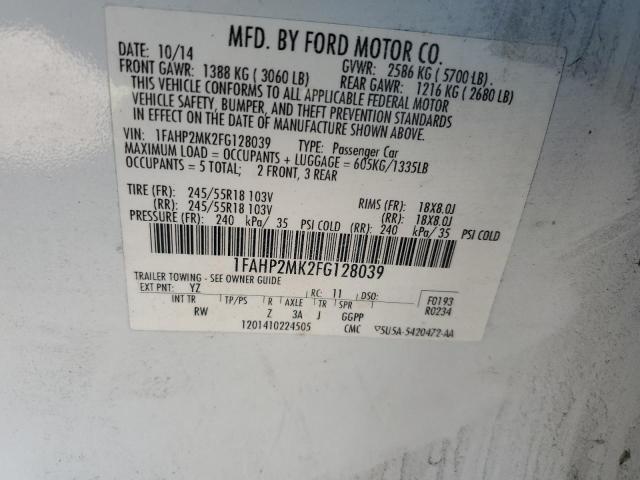 MFD. BY FORD MOTOR CO.
DATE: 10/14 GVWR: 2586 KG ( 5700 LB)
FRONT GAWR: 1388 KG ( 3060 LB) REAR GAWR: 1216 KG ( 2680 LB)
THIS VEHICLE CONFORMS TO ALL APPLICABLE FEDERAL MOTOR
VEHICLE SAFETY, BUMPER, AND THEFT PREVENTION STANDARDS
IN EFFECT ON THE DATE OF MANUFACTURE SHOWN ABOVE.
VIN: 1FAHP2MK2FG128039 TYPE: Passenger Car
MAXIMUM LOAD = OCCUPANTS + LUGGAGE = 605KG/1335LB
OCCUPANTS = 5 TOTAL; 2 FRONT, 3 REAR
TIRE (FR): 245/55R18 103V RIMS (FR): 18X8.0J
(RR): 245/55R18 103V (RR): 18X8.0J
PRESSURE (FR): 240 kPa/ 35 PSI COLD (RR): 240 kPa/ 35 PSI COLD
1FAHP2MK2FG128039
TRAILER TOWING - SEE OWNER GUIDE
EXT PNT: YZ RC: 11 DSO: F0193
INT TR TP/PS R AXLE TR SPR R0234
RW Z 3A J GGPP
1201410224505 CMC 5U5A-5420472-AA